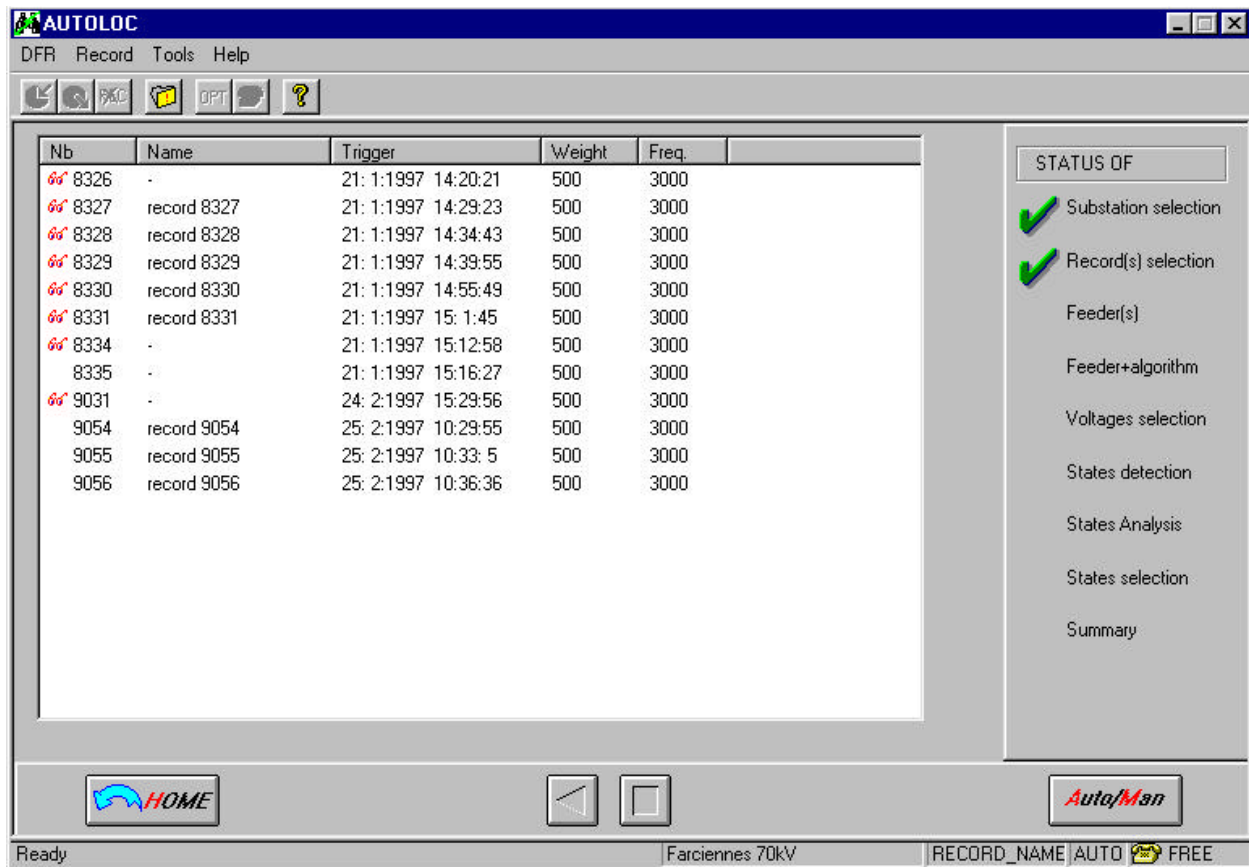 AUTOLOC
DFR Record Tools Help
OPT ?
Nb Name Trigger Weight Freq.
8326 - 21: 1:1997 14:20:21 500 3000
8327 record 8327 21: 1:1997 14:29:23 500 3000
8328 record 8328 21: 1:1997 14:34:43 500 3000
8329 record 8329 21: 1:1997 14:39:55 500 3000
8330 record 8330 21: 1:1997 14:55:49 500 3000
8331 record 8331 21: 1:1997 15: 1:45 500 3000
8334 - 21: 1:1997 15:12:58 500 3000
8335 - 21: 1:1997 15:16:27 500 3000
9031 - 24: 2:1997 15:29:56 500 3000
9054 record 9054 25: 2:1997 10:29:55 500 3000
9055 record 9055 25: 2:1997 10:33: 5 500 3000
9056 record 9056 25: 2:1997 10:36:36 500 3000
STATUS OF
Substation selection
Record(s) selection
Feeder(s)
Feeder+algorithm
Voltages selection
States detection
States Analysis
States selection
Summary
HOME
Auto/Man
Ready Farciennes 70kV RECORD_NAME AUTO FREE